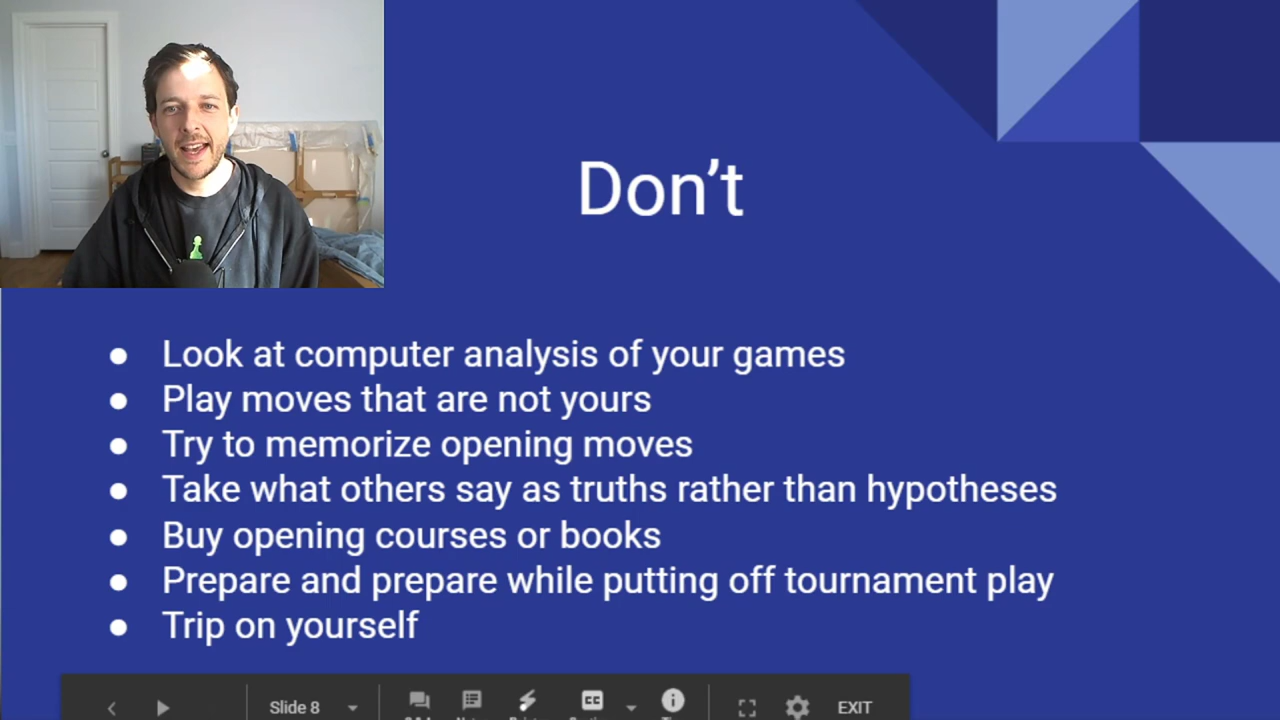 Don't
● Look at computer analysis of your games
● Play moves that are not yours
● Try to memorize opening moves
● Take what others say as truths rather than hypotheses
● Buy opening courses or books
● Prepare and prepare while putting off tournament play
● Trip on yourself
Slide 8
CC
EXIT